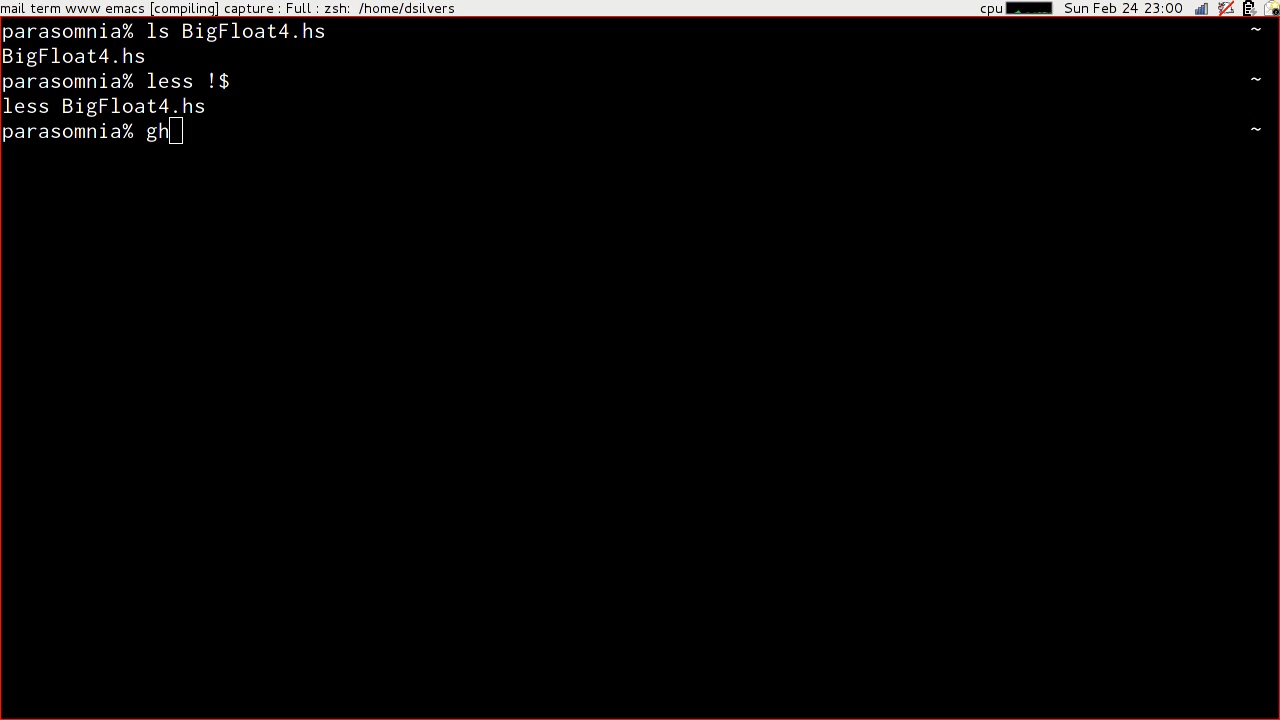 mail term www emacs [compiling] capture : Full : zsh: /home/dsilvers cpu Sun Feb 24 23:00
parasomnia% ls BigFloat4.hs ~
BigFloat4.hs
parasomnia% less !$ ~
less BigFloat4.hs
parasomnia% gh ~